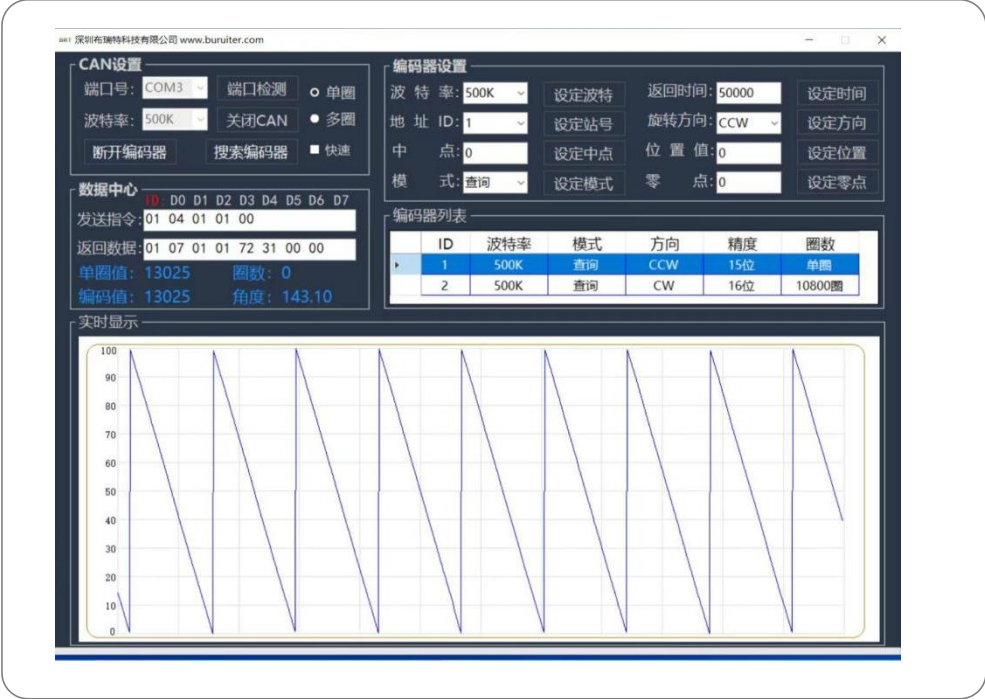 BRT 深圳布瑞特科技有限公司 www.buruiter.com
CAN设置
端口号: COM3 端口检测 单圈
波特率: 500K 关闭CAN 多圈
断开编码器 搜索编码器 快速
编码器设置
波特率: 500K 设定波特 返回时间: 50000 设定时间
地址ID: 1 设定站号 旋转方向: CCW 设定方向
中点: 0 设定中点 位置值: 0 设定位置
模式: 查询 设定模式 零点: 0 设定零点
数据中心
ID: D0 D1 D2 D3 D4 D5 D6 D7
发送指令: 01 04 01 01 00
返回数据: 01 07 01 01 72 31 00 00
单圈值: 13025 圈数: 0
编码值: 13025 角度: 143.10
编码器列表
ID 波特率 模式 方向 精度 圈数
1 500K 查询 CCW 15位 单圈
2 500K 查询 CW 16位 10800圈
实时显示
100
90
80
70
60
50
40
30
20
10
0